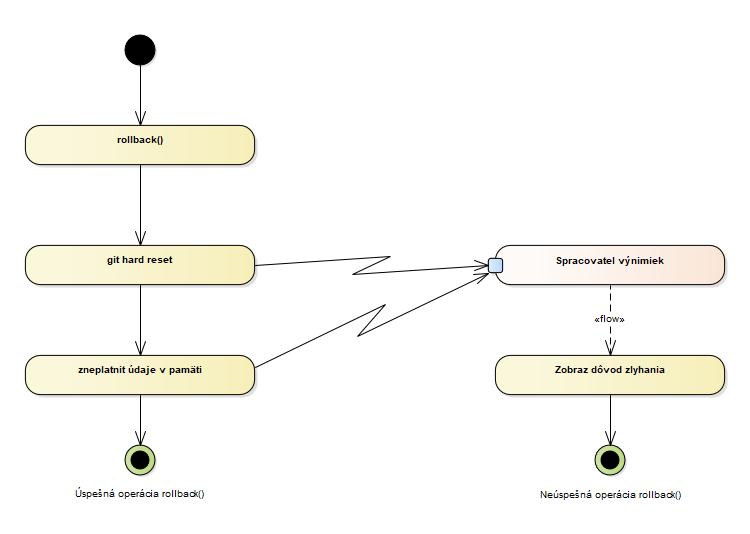 rollback()
git hard reset
Spracovatel výnimiek
«flow»
zneplatnit údaje v pamäti
Zobraz dôvod zlyhania
Úspešná operácia rollback()
Neúspešná operácia rollback()